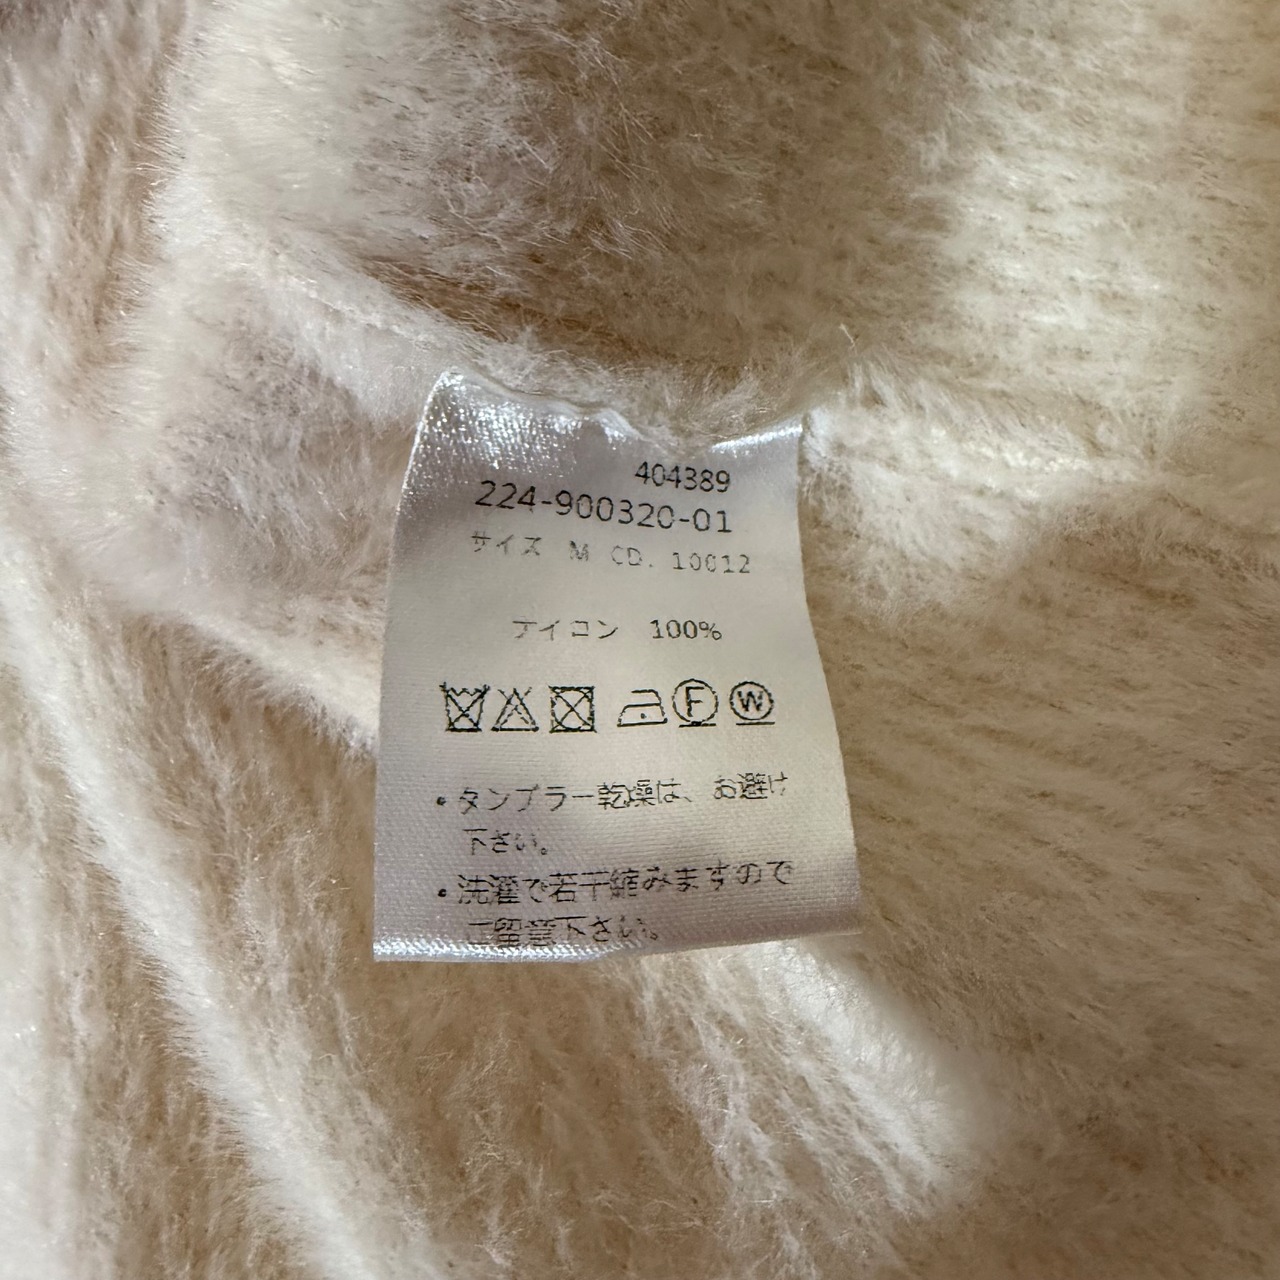 404389
224-900320-01
サイズ M CD. 10012
ナイロン 100%
F W
・タンブラー乾燥は、お避け
下さい。
・洗濯で若干縮みますので
ご留意下さい。